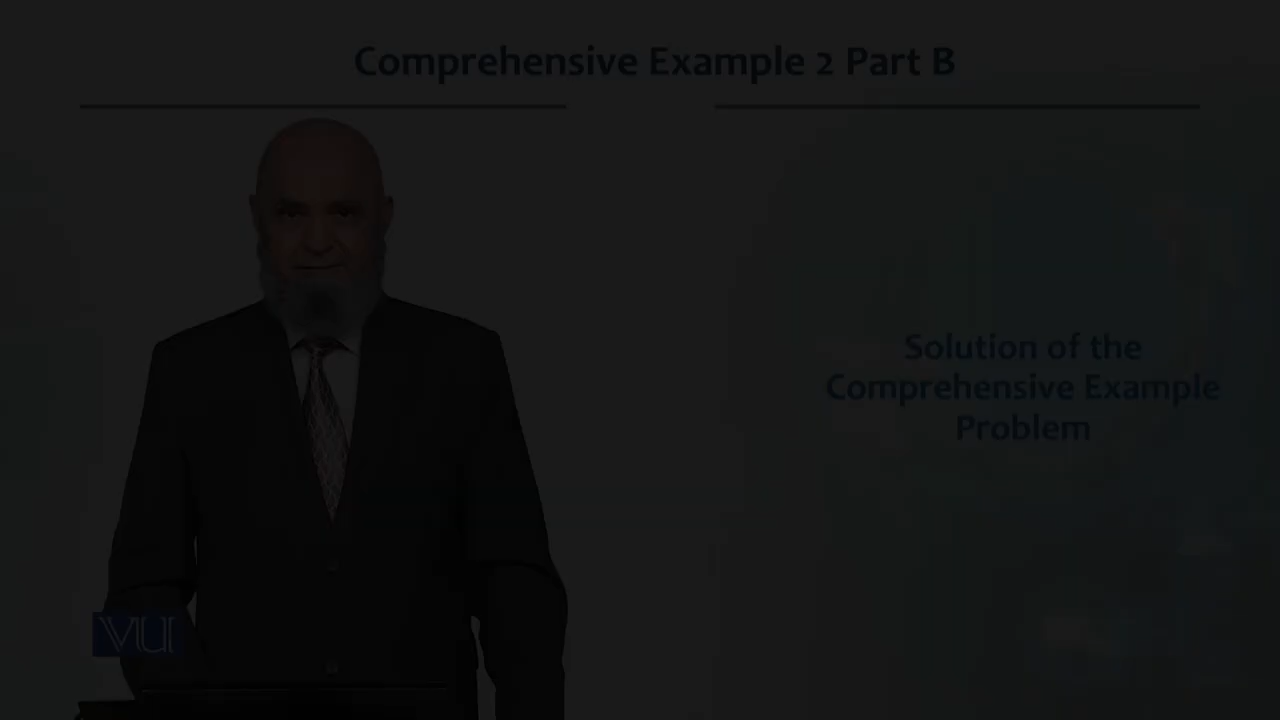 Comprehensive Example 2 Part B
Solution of the
Comprehensive Example
Problem
VU